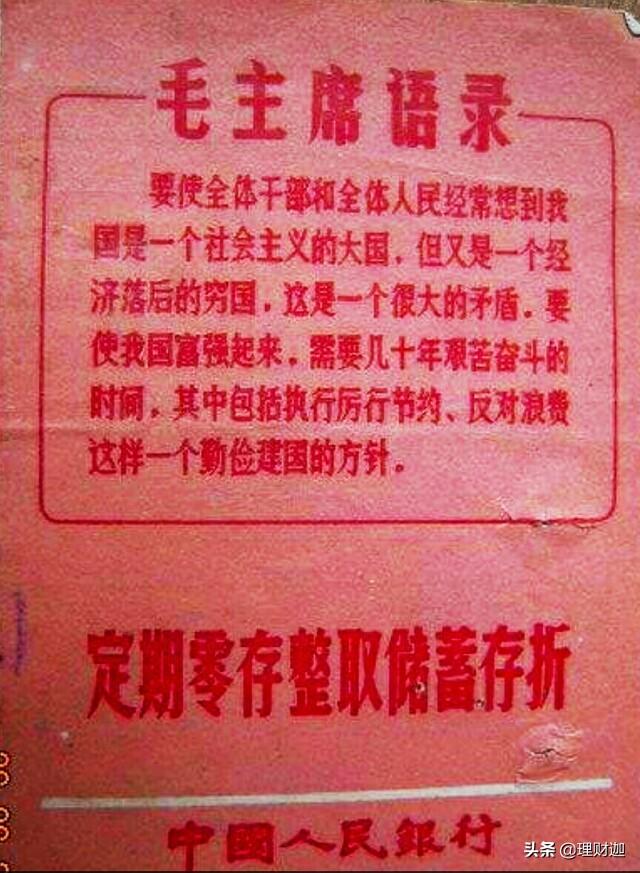 毛主席语录
要使全体干部和全体人民经常想到我
国是一个社会主义的大国，但又是一个经
济落后的穷国，这是一个很大的矛盾。要
使我国富强起来，需要几十年艰苦奋斗的
时间，其中包括执行厉行节约、反对浪费
这样一个勤俭建国的方针。
定期零存整取储蓄存折
中國人民銀行
头条 @理财迦